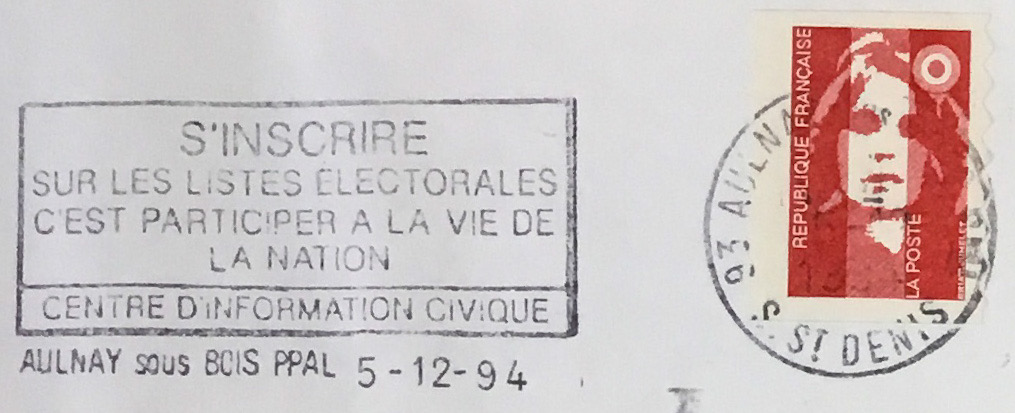 S'INSCRIRE
SUR LES LISTES ÉLECTORALES
C'EST PARTICIPER A LA VIE DE
LA NATION
CENTRE D'INFORMATION CIVIQUE
AULNAY sous BOIS PPAL 5-12-94
REPUBLIQUE FRANÇAISE
LA POSTE
93 AULNAY
S. ST DENIS